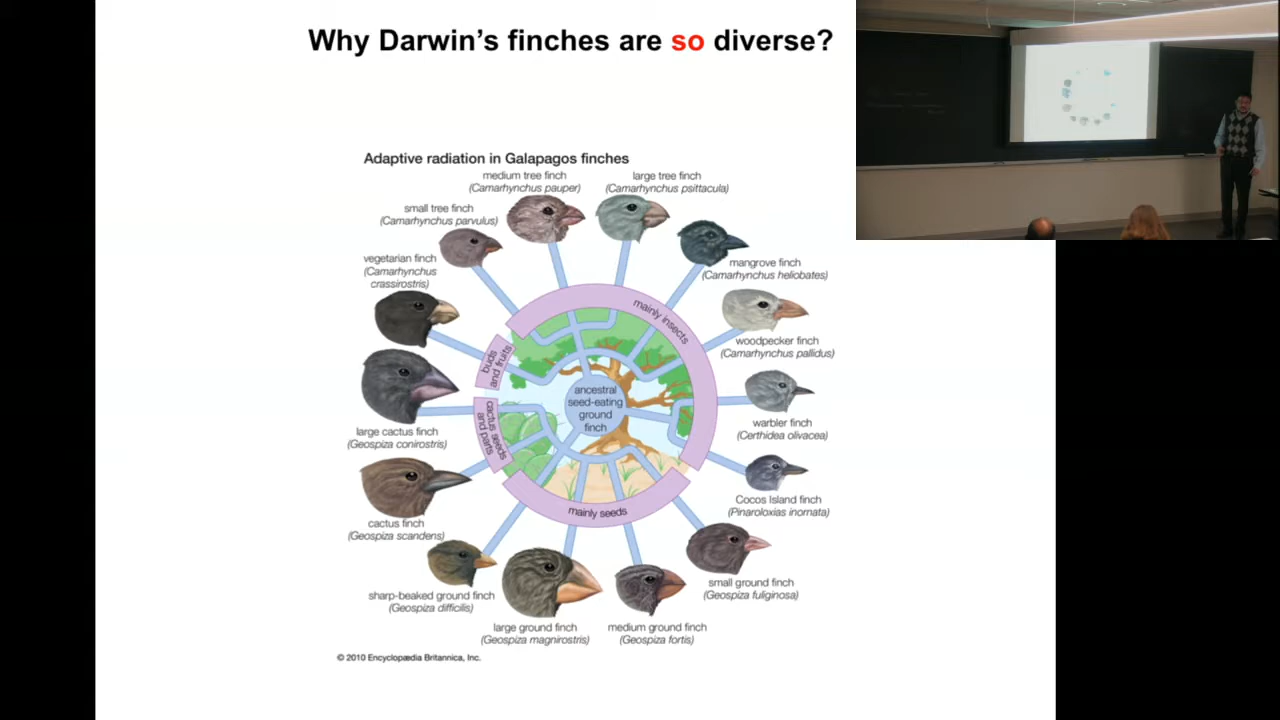 Why Darwin's finches are so diverse?
Adaptive radiation in Galapagos finches
medium tree finch
(Camarhynchus pauper)
large tree finch
(Camarhynchus psittacula)
small tree finch
(Camarhynchus parvulus)
mangrove finch
(Camarhynchus heliobates)
vegetarian finch
(Camarhynchus
crassirostris)
woodpecker finch
(Camarhynchus pallidus)
mainly insects
buds
and fruits
ancestral
seed-eating
ground
finch
cactus seeds
and parts
warbler finch
(Certhidea olivacea)
large cactus finch
(Geospiza conirostris)
Cocos Island finch
(Pinaroloxias inornata)
mainly seeds
cactus finch
(Geospiza scandens)
small ground finch
(Geospiza fuliginosa)
sharp-beaked ground finch
(Geospiza difficilis)
large ground finch
(Geospiza magnirostris)
medium ground finch
(Geospiza fortis)
© 2010 Encyclopædia Britannica, Inc.